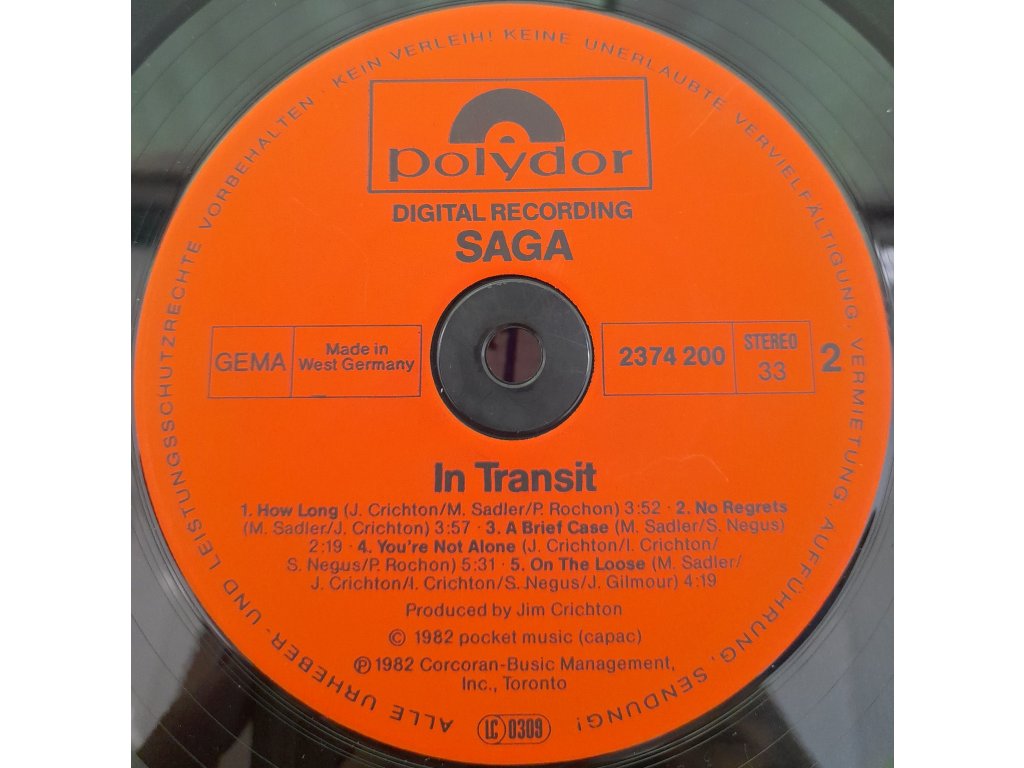 ALLE URHEBER- UND LEISTUNGSSCHUTZRECHTE VORBEHALTEN · KEIN VERLEIH! KEINE UNERLAUBTE VERVIELFÄLTIGUNG, VERMIETUNG, AUFFÜHRUNG, SENDUNG!
polydor
DIGITAL RECORDING
SAGA
GEMA
Made in
West Germany
2374 200
STEREO
33
2
In Transit
1. How Long (J. Crichton/M. Sadler/P. Rochon) 3:52 · 2. No Regrets
(M. Sadler/J. Crichton) 3:57 · 3. A Brief Case (M. Sadler/S. Negus)
2:19 · 4. You're Not Alone (J. Crichton/I. Crichton/
S. Negus/P. Rochon) 5:31 · 5. On The Loose (M. Sadler/
J. Crichton/I. Crichton/S. Negus/J. Gilmour) 4:19
Produced by Jim Crichton
© 1982 pocket music (capac)
℗ 1982 Corcoran-Busic Management,
Inc., Toronto
LC 0309